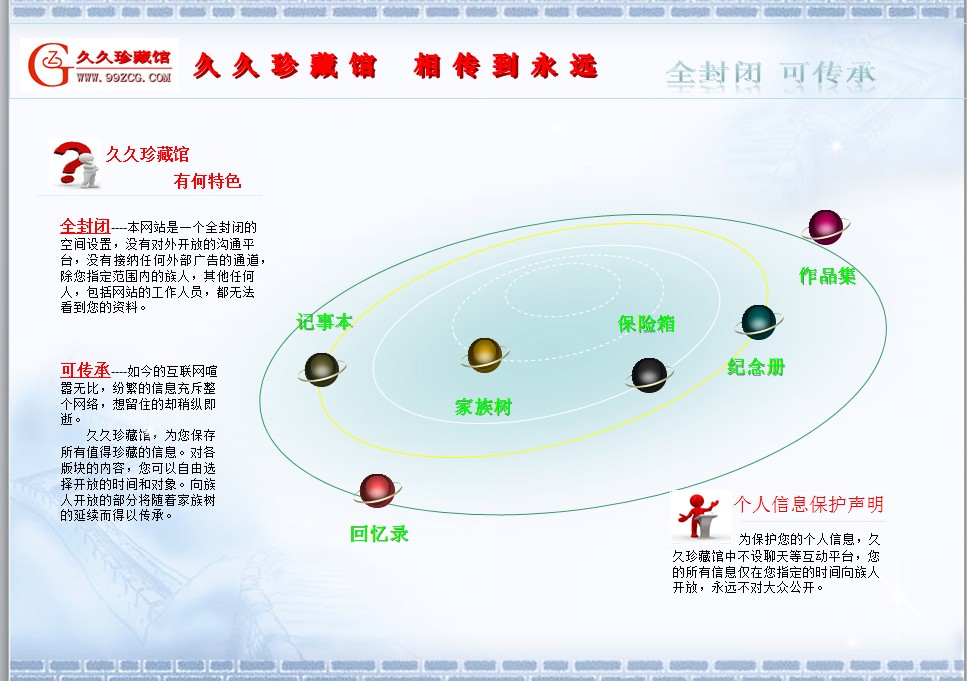 久久珍藏馆
WWW.99ZCG.COM
久久珍藏馆 相传到永远
全封闭 可传承
久久珍藏馆
有何特色
全封闭----本网站是一个全封闭的
空间设置，没有对外开放的沟通平
台，没有接纳任何外部广告的通道，
除您指定范围内的族人，其他任何
人，包括网站的工作人员，都无法
看到您的资料。
可传承----如今的互联网喧
嚣无比，纷繁的信息充斥整
个网络，想留住的却稍纵即
逝。
久久珍藏馆，为您保存
所有值得珍藏的信息。对各
版块的内容，您可以自由选
择开放的时间和对象。向族
人开放的部分将随着家族树
的延续而得以传承。
作品集
记事本
保险箱
纪念册
家族树
回忆录
个人信息保护声明
为保护您的个人信息，久
久珍藏馆中不设聊天等互动平台，您
的所有信息仅在您指定的时间向族人
开放，永远不对大众公开。